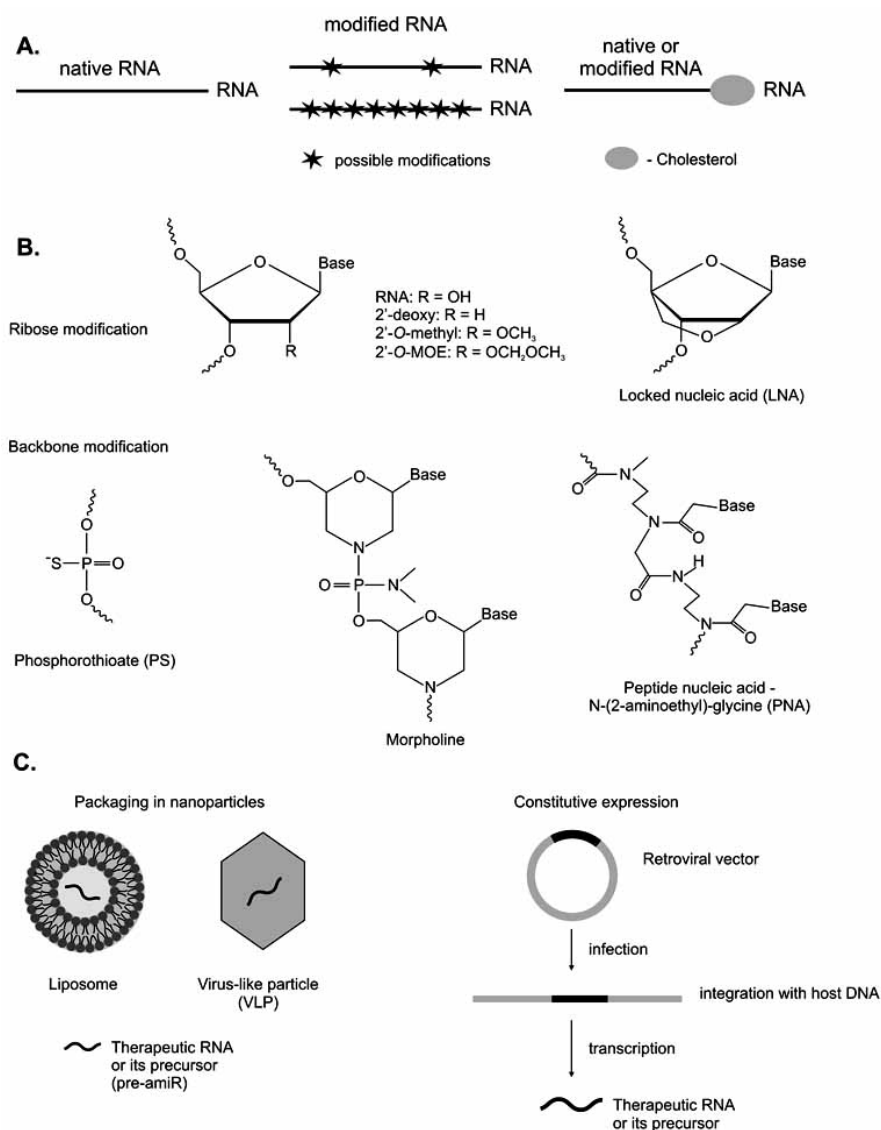 A.
native RNA
RNA
modified RNA
RNA
RNA
possible modifications
native or
modified RNA
RNA
- Cholesterol
B.
Ribose modification
O
O
Base
O
R
RNA: R = OH
2'-deoxy: R = H
2'-O-methyl: R = OCH₃
2'-O-MOE: R = OCH₂OCH₃
O
O
Base
O
O
Locked nucleic acid (LNA)
Backbone modification
O
⁻S-P=O
O
Phosphorothioate (PS)
O
O
Base
N
O=P-N
O
O
Base
N
Morpholine
O
N
N
Base
O
H
O
N
N
Base
O
Peptide nucleic acid -
N-(2-aminoethyl)-glycine (PNA)
C.
Packaging in nanoparticles
Liposome
Virus-like particle
(VLP)
Therapeutic RNA
or its precursor
(pre-amiR)
Constitutive expression
Retroviral vector
infection
integration with host DNA
transcription
Therapeutic RNA
or its precursor